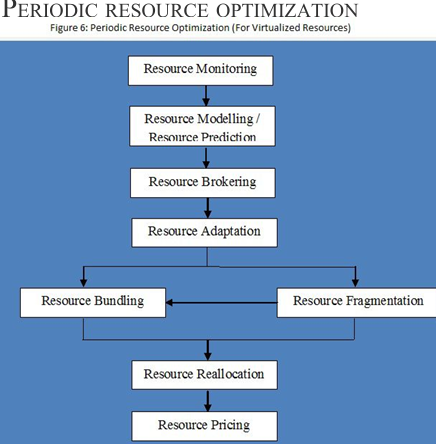 PERIODIC RESOURCE OPTIMIZATION
Figure 6: Periodic Resource Optimization (For Virtualized Resources)
Resource Monitoring
Resource Modelling /
Resource Prediction
Resource Brokering
Resource Adaptation
Resource Bundling
Resource Fragmentation
Resource Reallocation
Resource Pricing